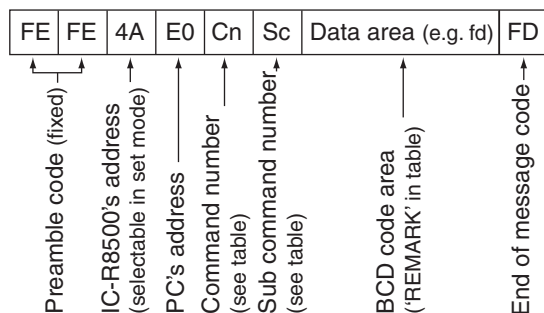 FE FE 4A E0 Cn Sc Data area (e.g. fd) FD
Preamble code (fixed)
IC-R8500's address
(selectable in set mode)
PC's address
Command number
(see table)
Sub command number
(see table)
BCD code area
('REMARK' in table)
End of message code